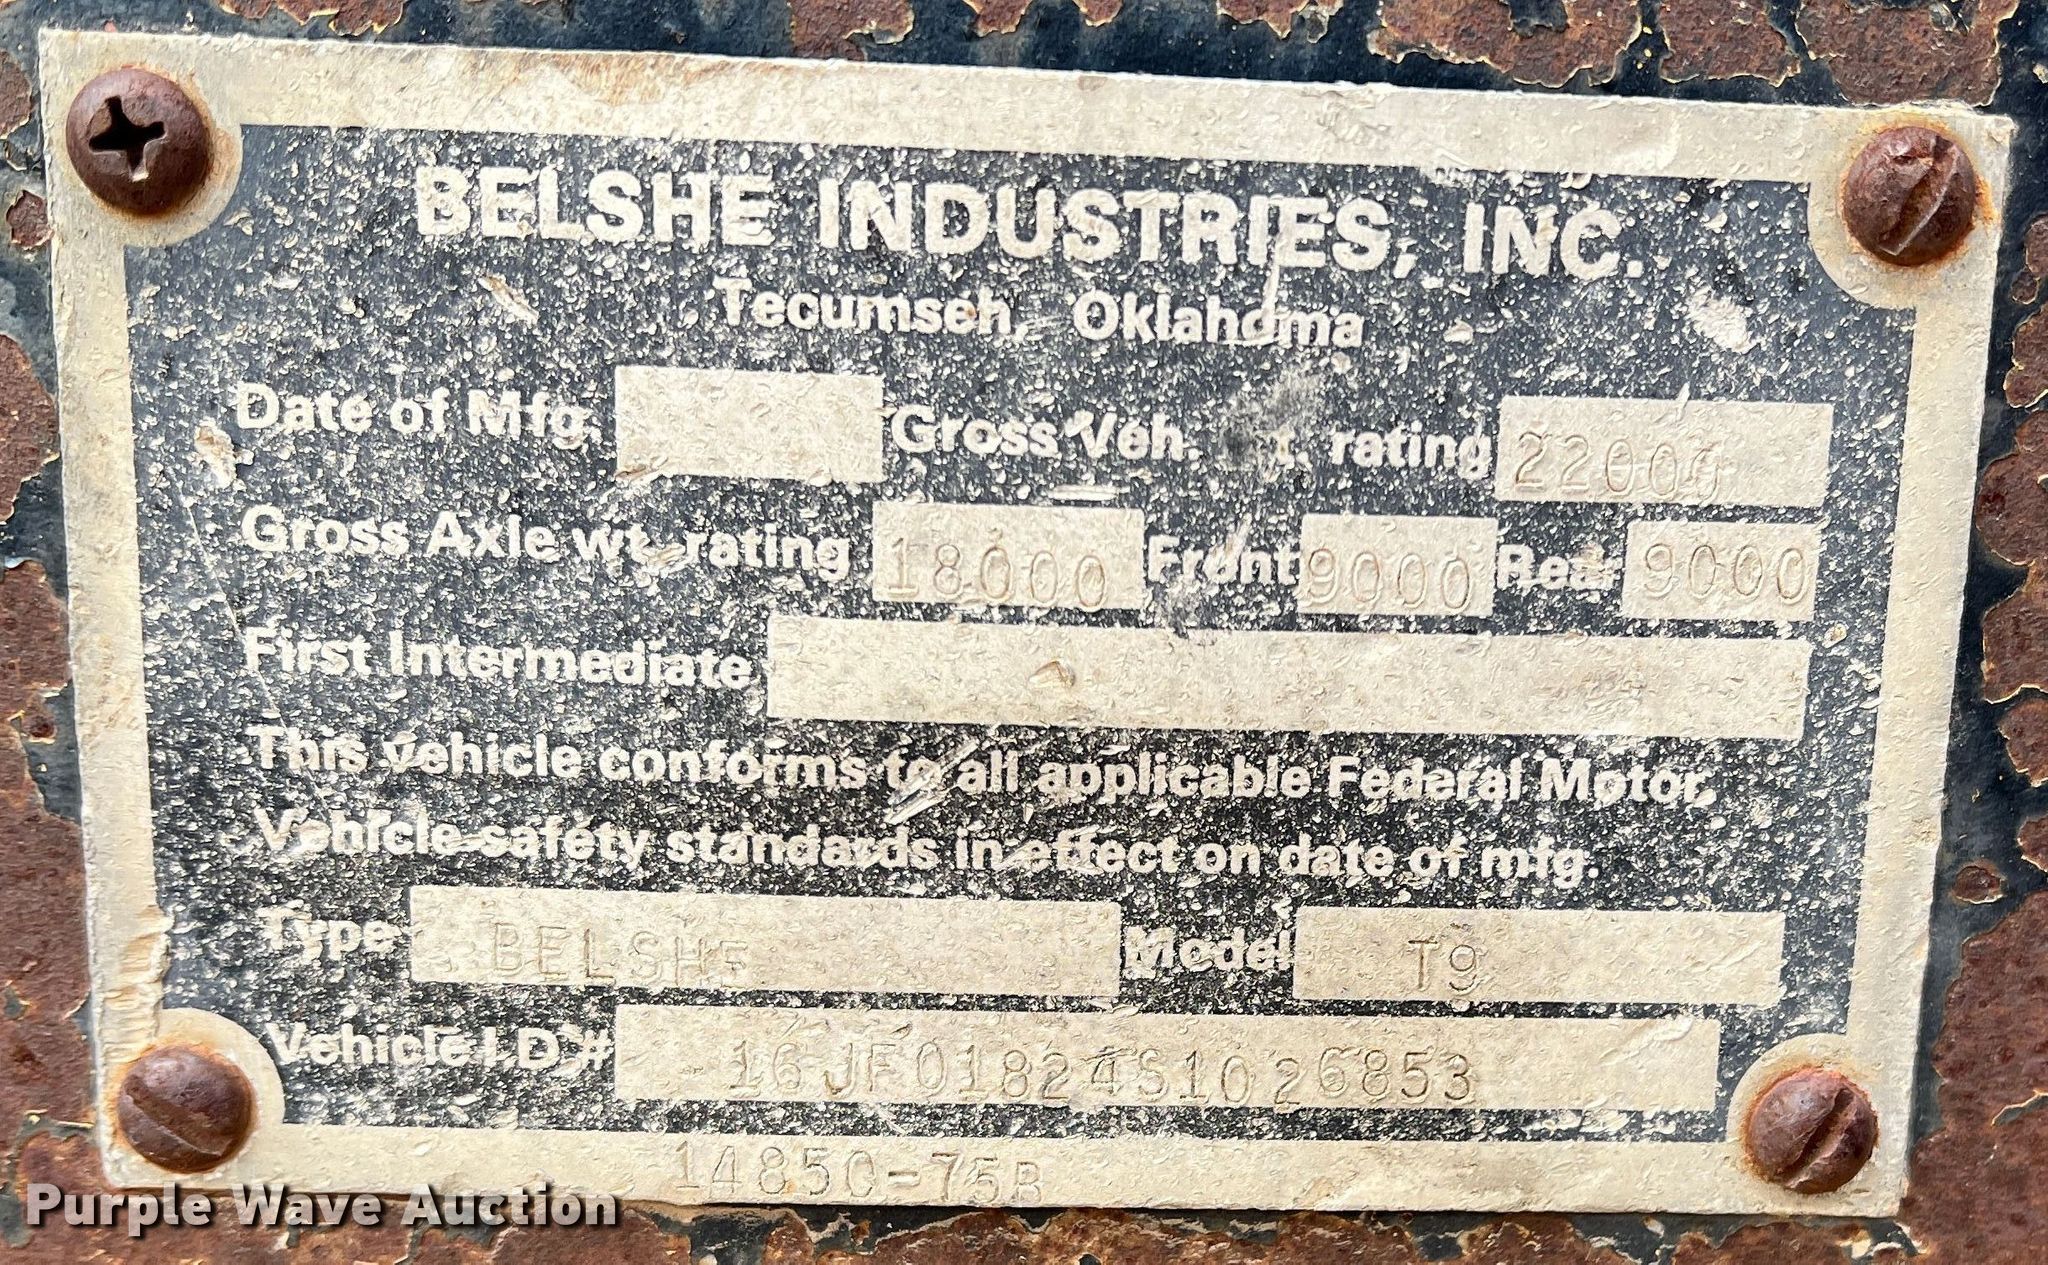 BELSHE INDUSTRIES, INC.
Tecumseh, Oklahoma
Date of Mfg. Gross Veh. rating 22000
Gross Axle wt. rating 18000 Front 9000 Rear 9000
First Intermediate
This vehicle conforms to all applicable Federal Motor
Vehicle safety standards in effect on date of mfg.
Type BELSHE Model T9
Vehicle I.D.# 16JF01824S1026853
14850-75B
Purple Wave Auction